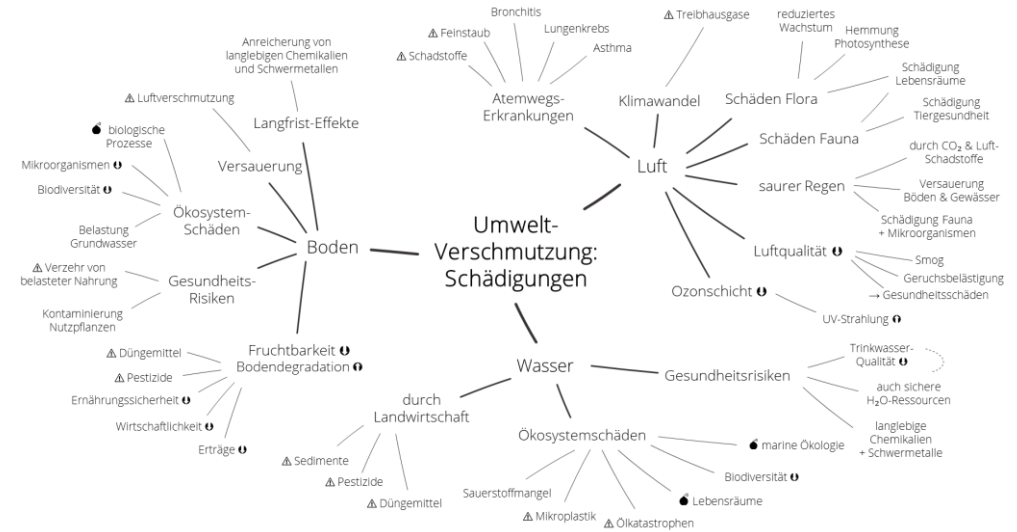 Umwelt-
Verschmutzung:
Schädigungen
Luft
Atemwegs-
Erkrankungen
Schadstoffe
Feinstaub
Bronchitis
Lungenkrebs
Asthma
Klimawandel
Treibhausgase
Schäden Flora
reduziertes
Wachstum
Hemmung
Photosynthese
Schädigung
Lebensräume
Schäden Fauna
Schädigung
Tiergesundheit
saurer Regen
durch CO₂ & Luft-
Schadstoffe
Versauerung
Böden & Gewässer
Schädigung Fauna
+ Mikroorganismen
Luftqualität
Smog
Geruchsbelästigung
→ Gesundheitsschäden
Ozonschicht
UV-Strahlung
Wasser
Gesundheitsrisiken
Trinkwasser-
Qualität
auch sichere
H₂O-Ressourcen
langlebige
Chemikalien
+ Schwermetalle
Ökosystemschäden
marine Ökologie
Biodiversität
Lebensräume
Ölkatastrophen
Mikroplastik
Sauerstoffmangel
durch
Landwirtschaft
Sedimente
Pestizide
Düngemittel
Boden
Langfrist-Effekte
Anreicherung von
langlebigen Chemikalien
und Schwermetallen
Versauerung
Luftverschmutzung
Ökosystem-
Schäden
biologische
Prozesse
Mikroorganismen
Biodiversität
Belastung
Grundwasser
Gesundheits-
Risiken
Verzehr von
belasteter Nahrung
Kontaminierung
Nutzpflanzen
Fruchtbarkeit
Bodendegradation
Düngemittel
Pestizide
Ernährungssicherheit
Wirtschaftlichkeit
Erträge